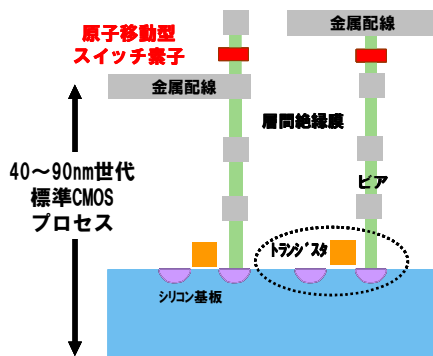 原子移動型
スイッチ素子
金属配線
金属配線
層間絶縁膜
40～90nm世代
標準CMOS
プロセス
ビア
トランジスタ
シリコン基板